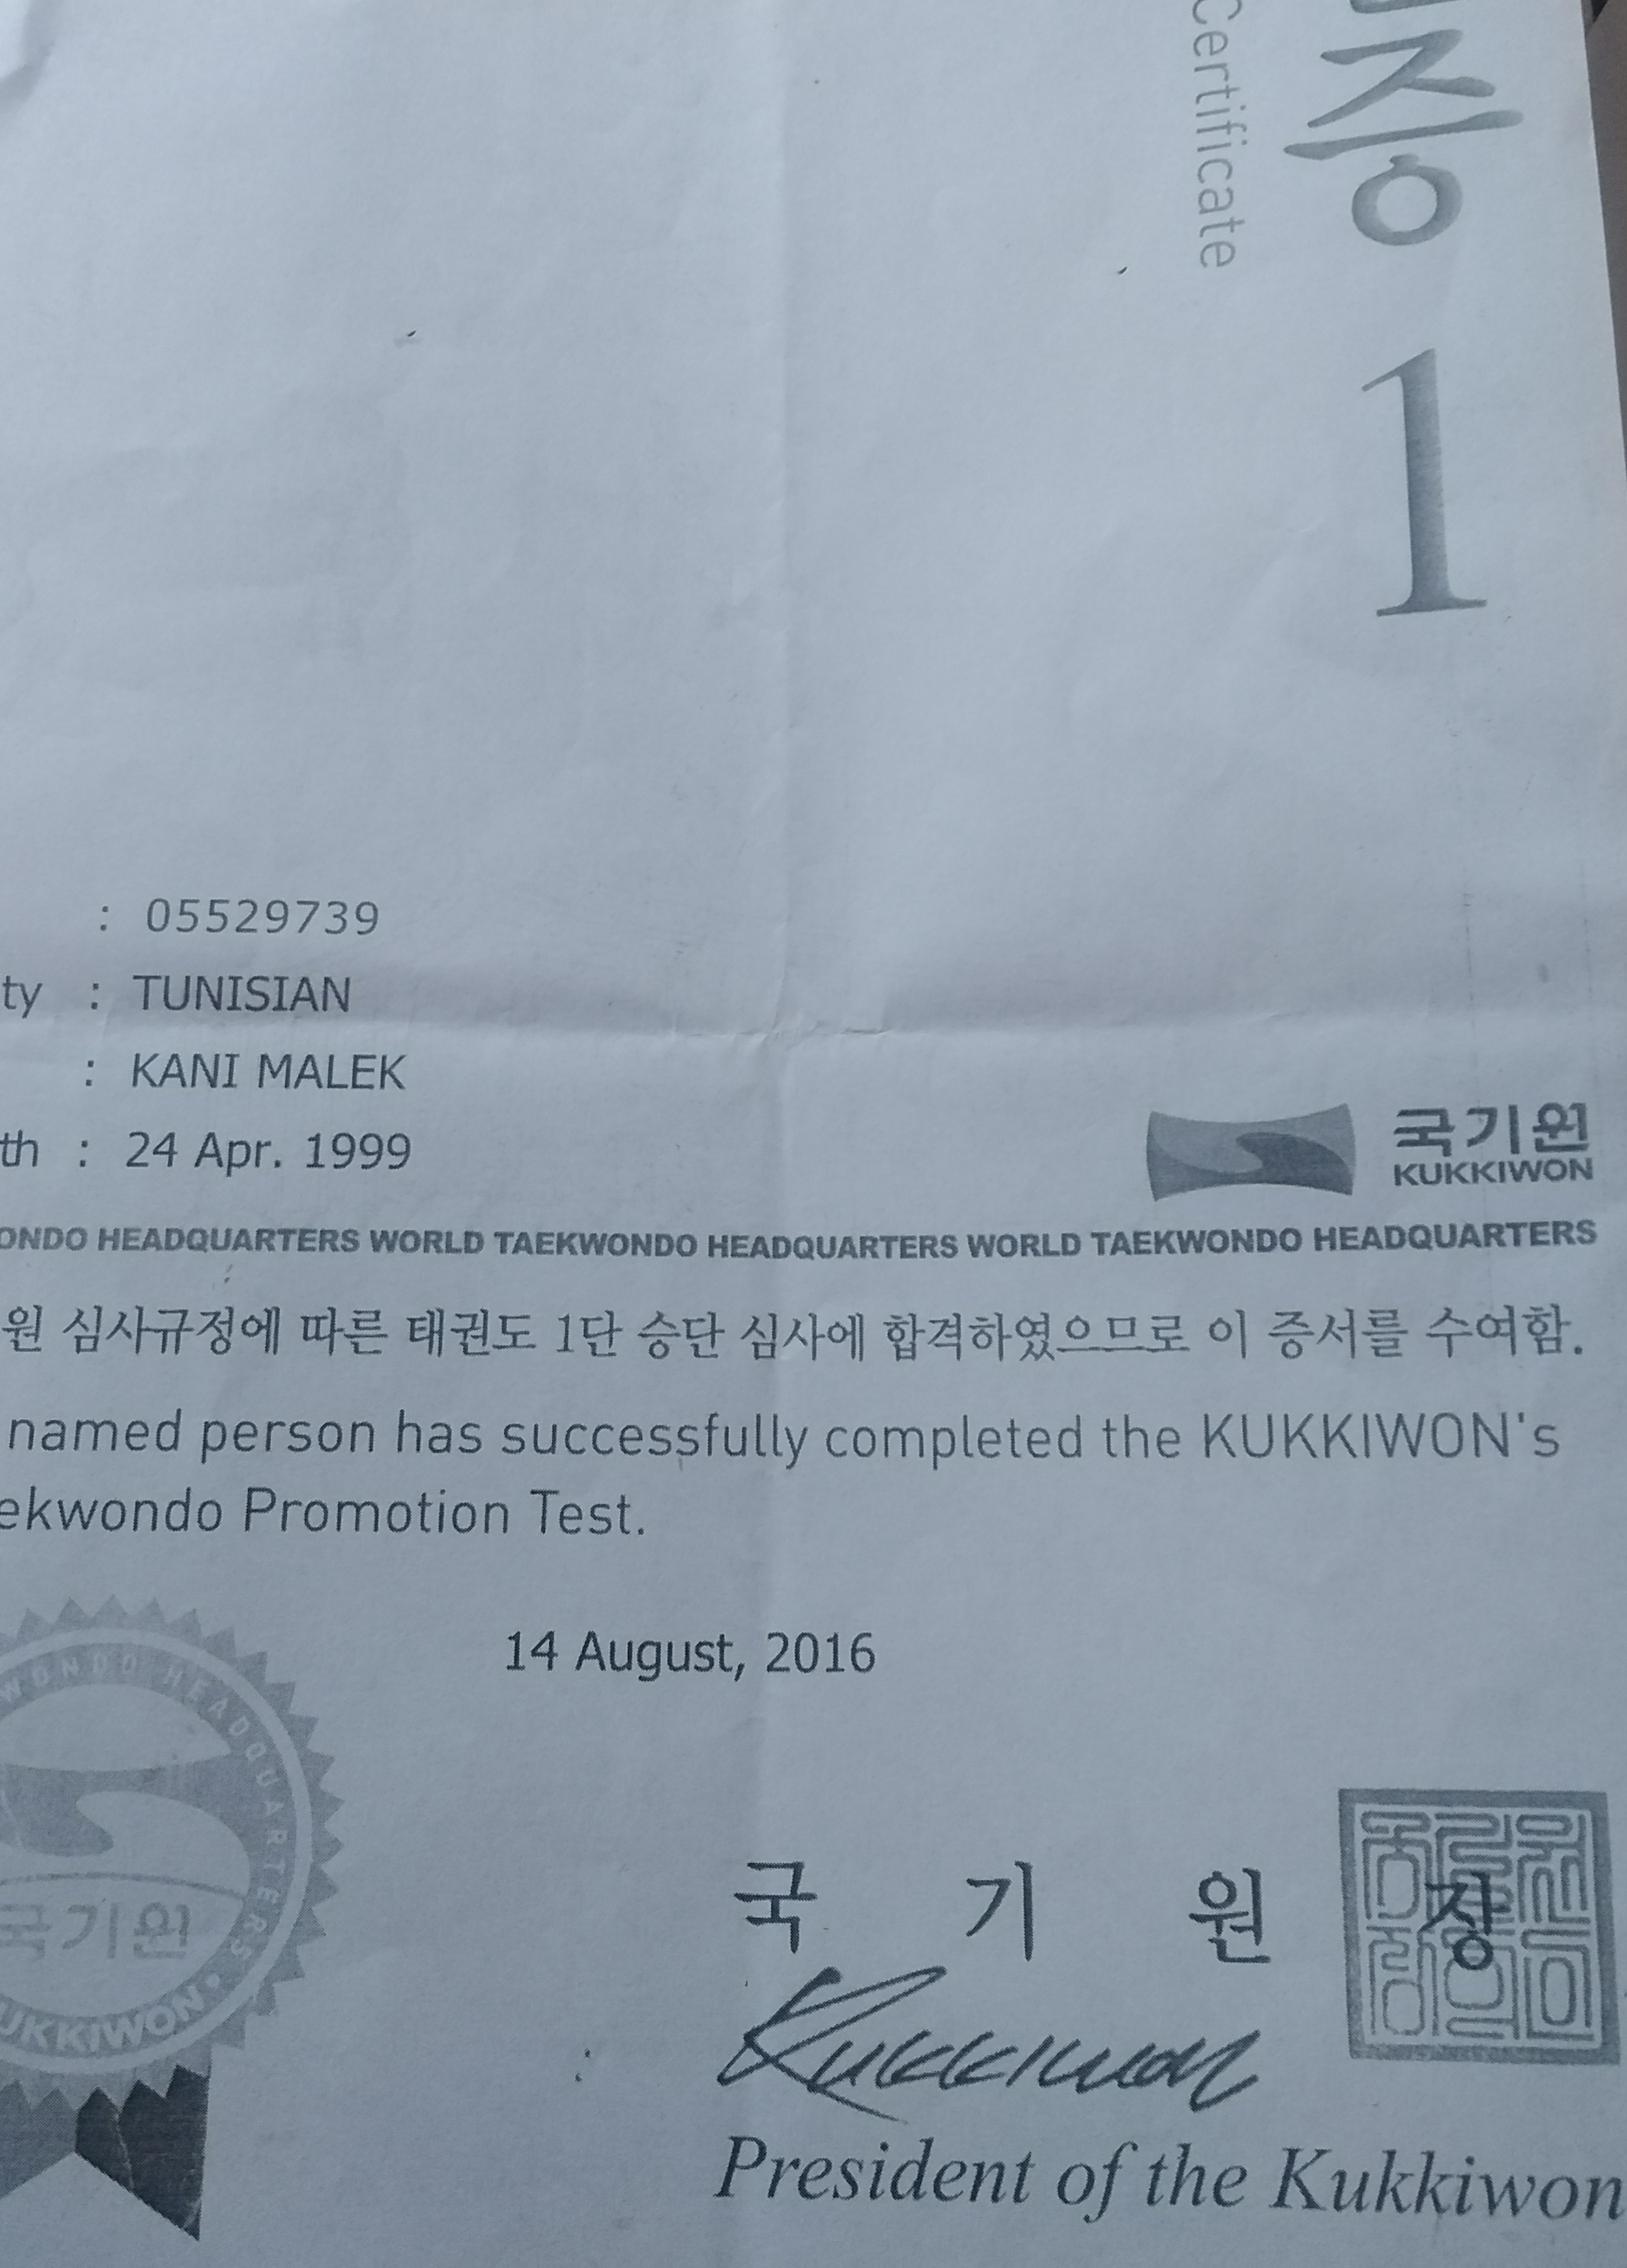 Certificate
증
1
: 05529739
ty : TUNISIAN
: KANI MALEK
th : 24 Apr. 1999
국기원
KUKKIWON
ONDO HEADQUARTERS WORLD TAEKWONDO HEADQUARTERS WORLD TAEKWONDO HEADQUARTERS
원 심사규정에 따른 태권도 1단 승단 심사에 합격하였으므로 이 증서를 수여함.
named person has successfully completed the KUKKIWON's
ekwondo Promotion Test.
14 August, 2016
WONDO HEADQUARTERS
국기원
UKKIWON
국 기 원 장
Kukkiwon
President of the Kukkiwon